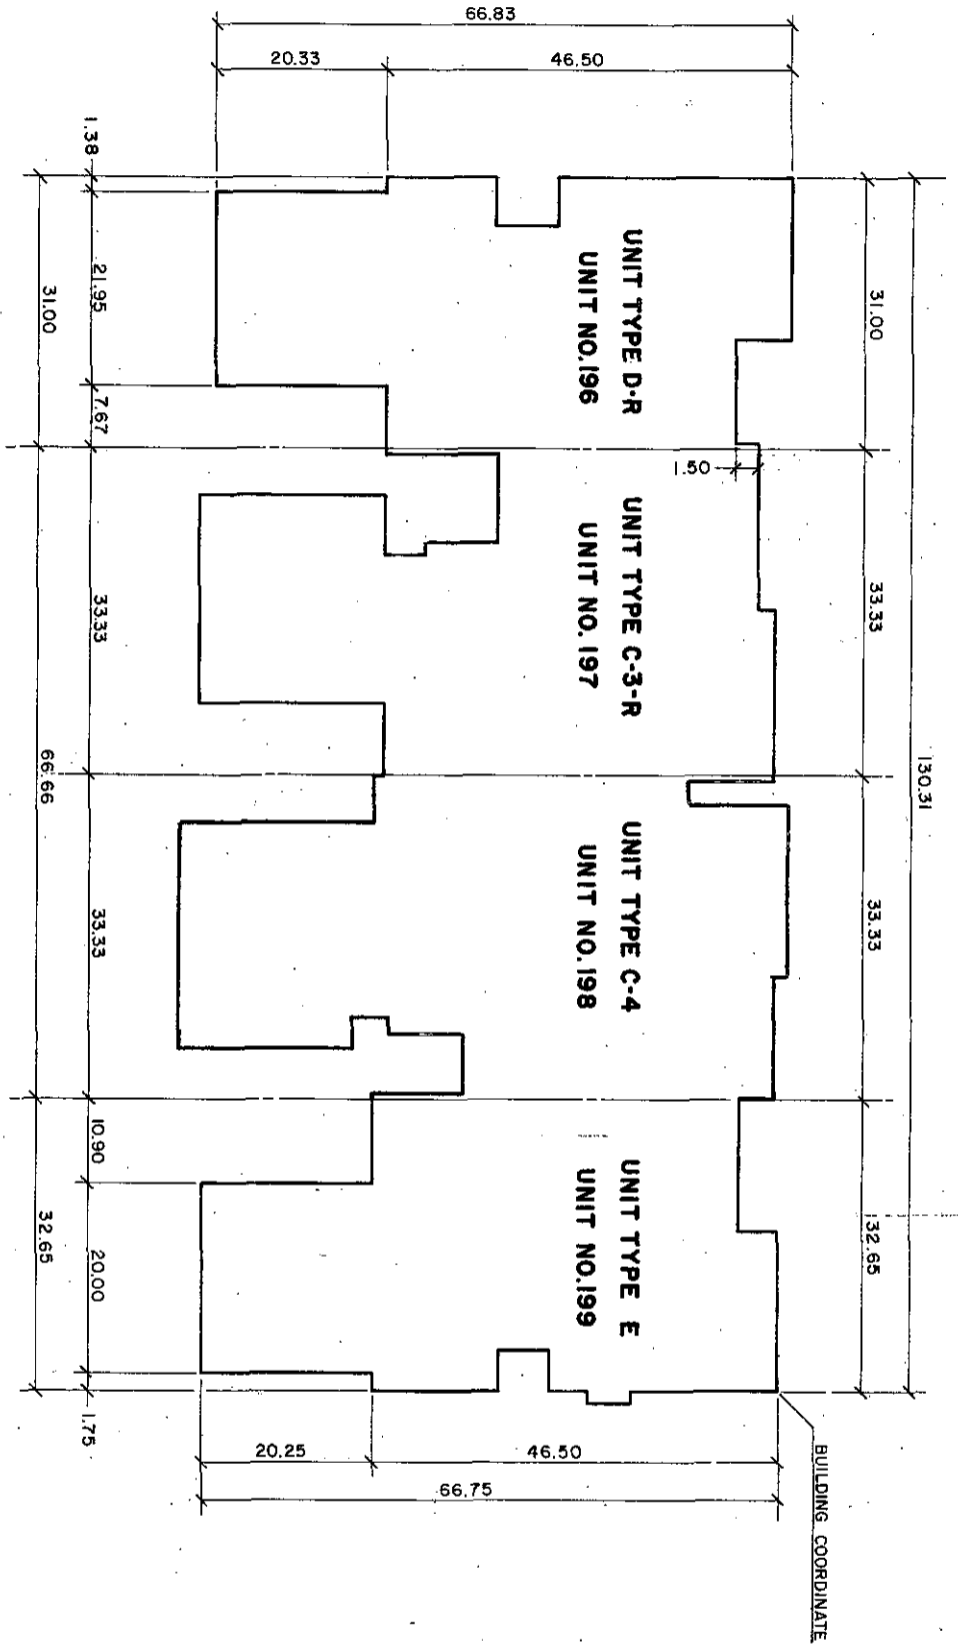 66.83
20.33
46.50
1.38
21.95
7.67
31.00
31.00
UNIT TYPE D-R
UNIT NO.196
1.50
33.33
33.33
UNIT TYPE C-3-R
UNIT NO. 197
66.66
130.31
33.33
33.33
UNIT TYPE C-4
UNIT NO.198
10.90
20.00
1.75
32.65
32.65
UNIT TYPE E
UNIT NO.199
20.25
46.50
66.75
BUILDING COORDINATE